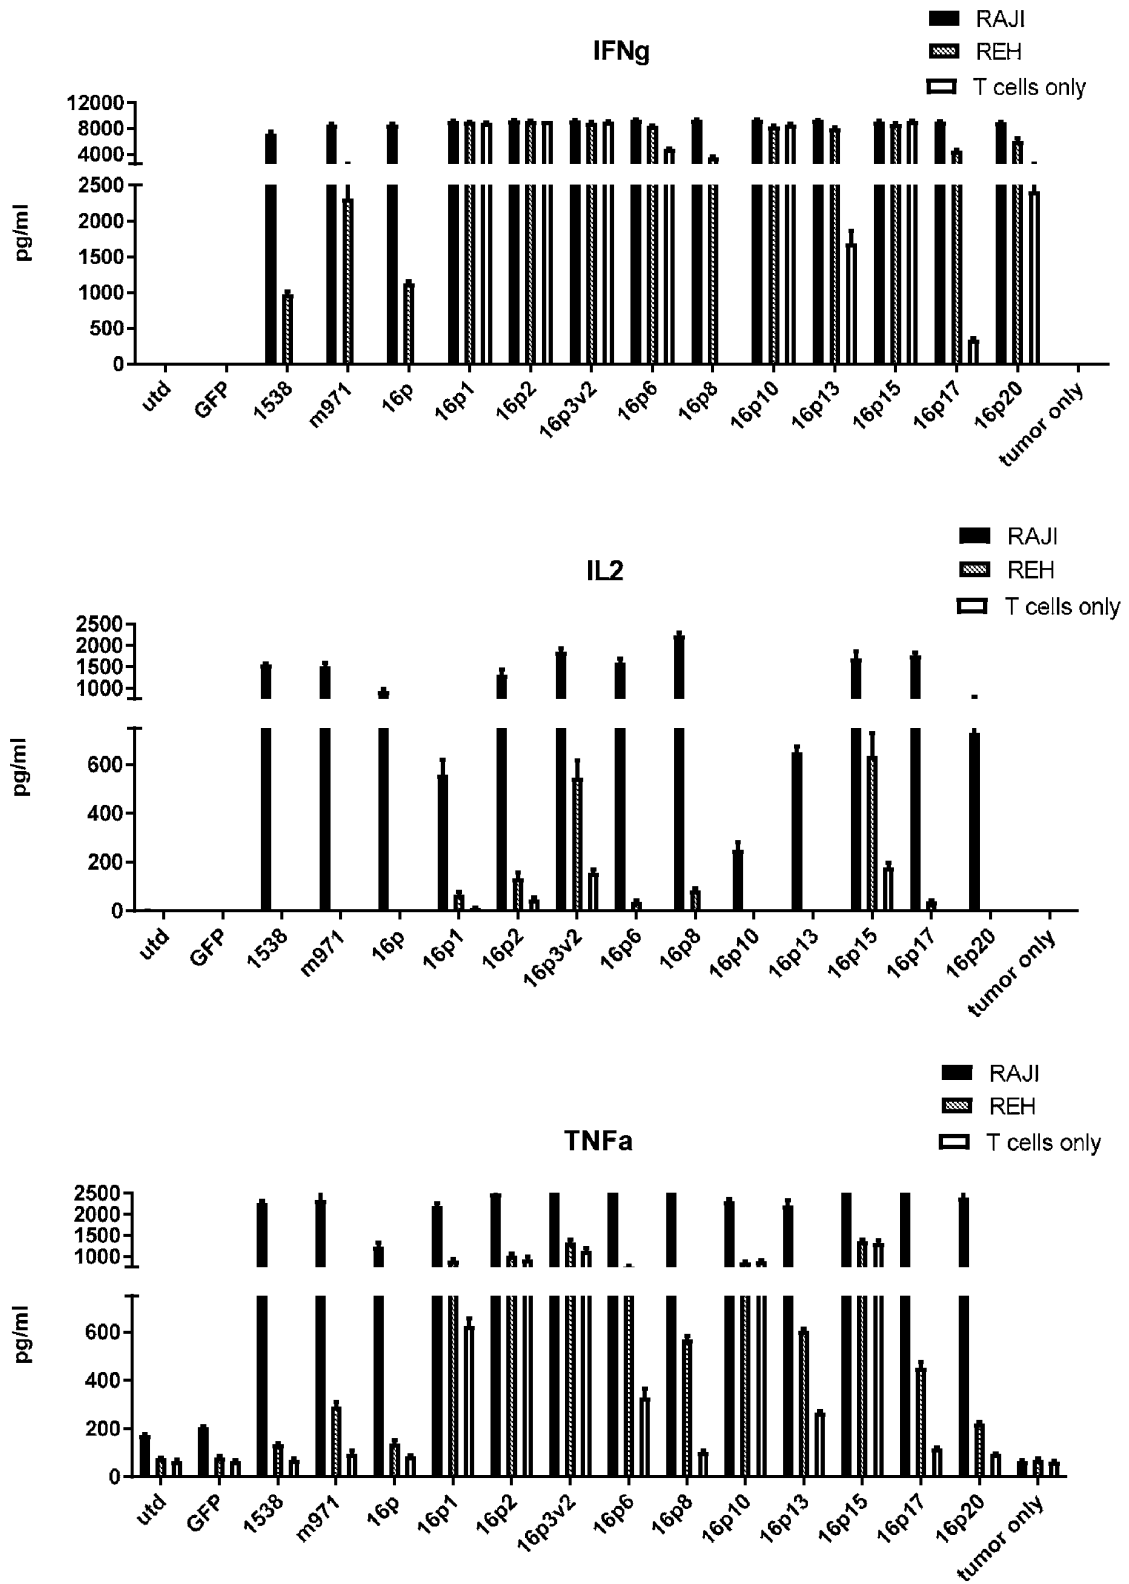 RAJI
REH
T cells only
IFNg
12000
8000
4000
2500
2000
1500
1000
500
0
pg/ml
utd
GFP
1538
m971
16p
16p1
16p2
16p3v2
16p6
16p8
16p10
16p13
16p15
16p17
16p20
tumor only
RAJI
REH
T cells only
IL2
2500
2000
1500
1000
600
400
200
0
pg/ml
utd
GFP
1538
m971
16p
16p1
16p2
16p3v2
16p6
16p8
16p10
16p13
16p15
16p17
16p20
tumor only
RAJI
REH
T cells only
TNFa
2500
2000
1500
1000
600
400
200
0
pg/ml
utd
GFP
1538
m971
16p
16p1
16p2
16p3v2
16p6
16p8
16p10
16p13
16p15
16p17
16p20
tumor only